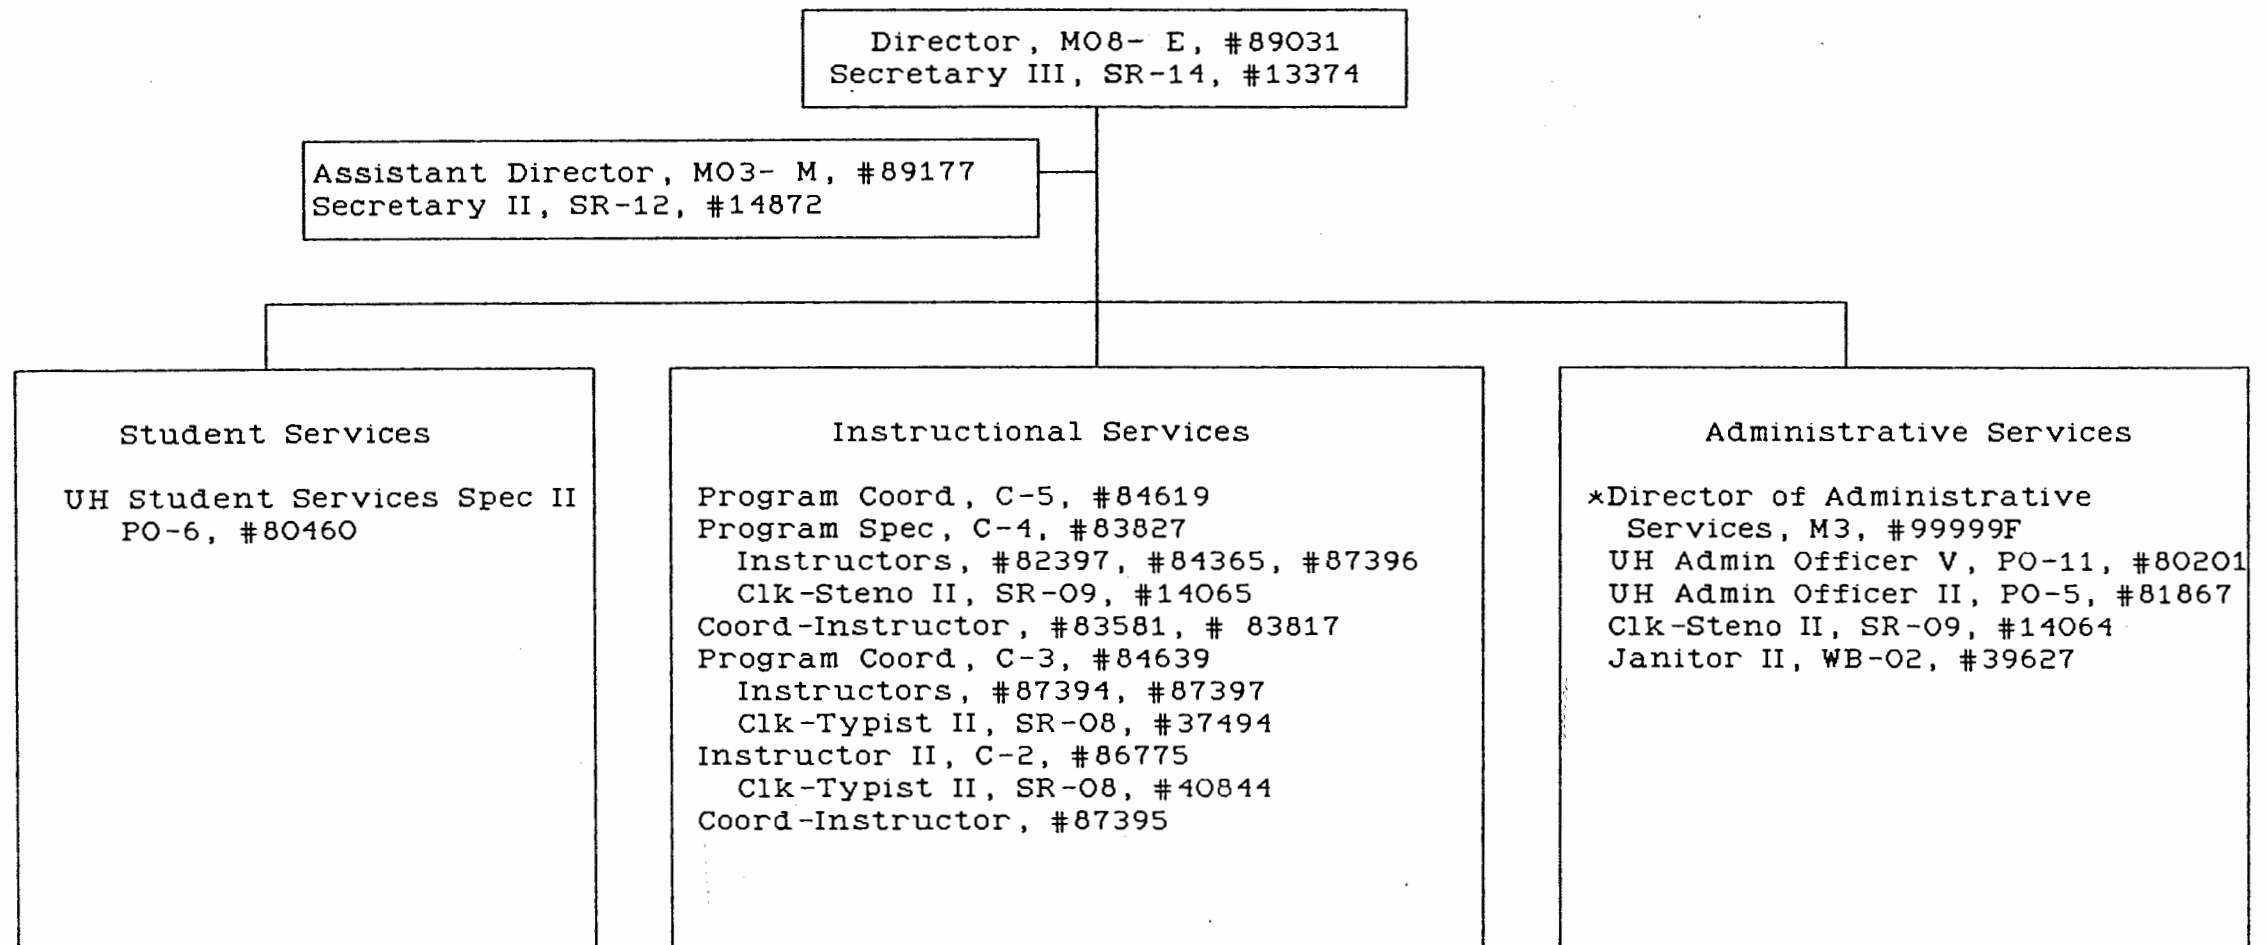 Director, M08- E, #89031
Secretary III, SR-14, #13374
Assistant Director, M03- M, #89177
Secretary II, SR-12, #14872
Student Services
UH Student Services Spec II
PO-6, #80460
Instructional Services
Program Coord, C-5, #84619
Program Spec, C-4, #83827
Instructors, #82397, #84365, #87396
Clk-Steno II, SR-09, #14065
Coord-Instructor, #83581, # 83817
Program Coord, C-3, #84639
Instructors, #87394, #87397
Clk-Typist II, SR-08, #37494
Instructor II, C-2, #86775
Clk-Typist II, SR-08, #40844
Coord-Instructor, #87395
Administrative Services
*Director of Administrative
Services, M3, #99999F
UH Admin Officer V, PO-11, #80201
UH Admin Officer II, PO-5, #81867
Clk-Steno II, SR-09, #14064
Janitor II, WB-02, #39627